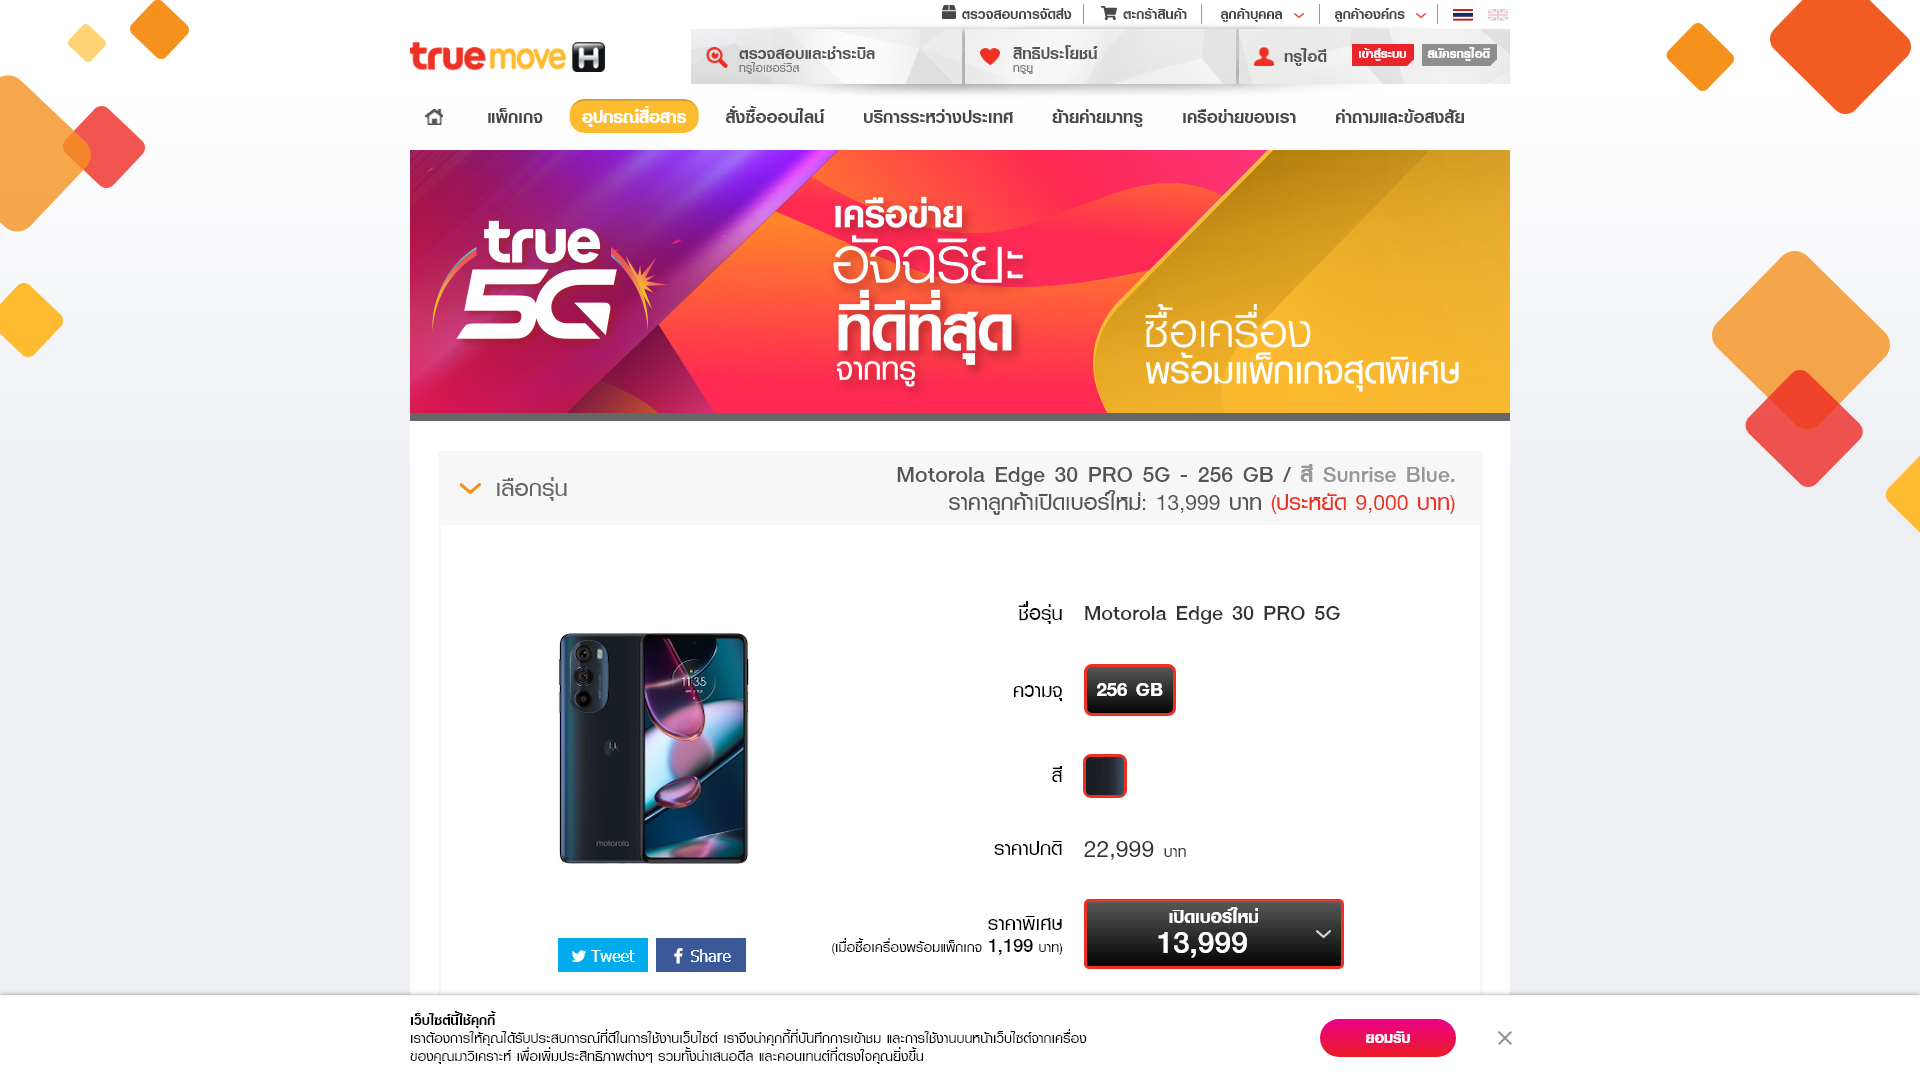 ตรวจสอบการจัดส่ง
ตะกร้าสินค้า
ลูกค้าบุคคล
ลูกค้าองค์กร
true move H
ตรวจสอบและชำระบิล
ทรูไอเซอร์วิส
สิทธิประโยชน์
ทรูยู
ทรูไอดี
เข้าสู่ระบบ
สมัครทรูไอดี
แพ็กเกจ
อุปกรณ์สื่อสาร
สั่งซื้อออนไลน์
บริการระหว่างประเทศ
ย้ายค่ายมาทรู
เครือข่ายของเรา
คำถามและข้อสงสัย
true
5G
เครือข่าย
อัจฉริยะ
ที่ดีที่สุด
จากทรู
ซื้อเครื่อง
พร้อมแพ็กเกจสุดพิเศษ
เลือกรุ่น
Motorola Edge 30 PRO 5G - 256 GB / สี Sunrise Blue.
ราคาลูกค้าเปิดเบอร์ใหม่: 13,999 บาท (ประหยัด 9,000 บาท)
ชื่อรุ่น
Motorola Edge 30 PRO 5G
ความจุ
256 GB
สี
ราคาปกติ
22,999 บาท
ราคาพิเศษ
(เมื่อซื้อเครื่องพร้อมแพ็กเกจ 1,199 บาท)
เปิดเบอร์ใหม่
13,999
11:35
motorola
Tweet
Share
เว็บไซต์นี้ใช้คุกกี้
เราต้องการให้คุณได้รับประสบการณ์ที่ดีในการใช้งานเว็บไซต์ เราจึงนำคุกกี้ที่บันทึกการเข้าชม และการใช้งานบนหน้าเว็บไซต์จากเครื่อง
ของคุณมาวิเคราะห์ เพื่อเพิ่มประสิทธิภาพต่างๆ รวมทั้งนำเสนอดีล และคอนเทนต์ที่ตรงใจคุณยิ่งขึ้น
ยอมรับ